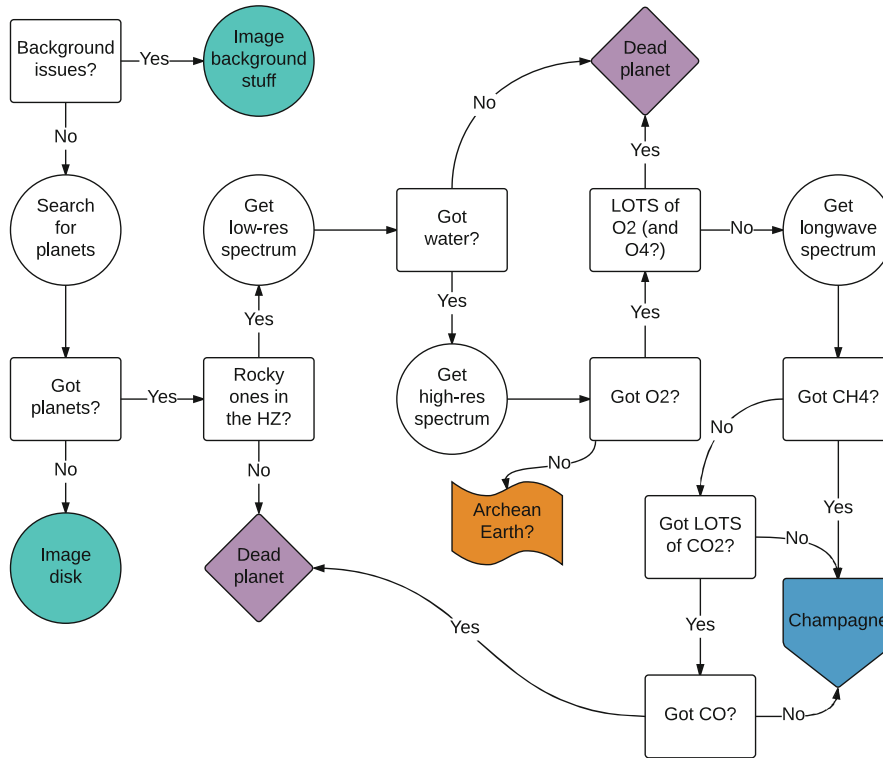 Background
issues?
Yes
Image
background
stuff
Dead
planet
No
No
Yes
Search
for
planets
Get
low-res
spectrum
Got
water?
LOTS of
O2 (and
O4?)
No
Get
longwave
spectrum
Yes
Yes
Yes
Got
planets?
Yes
Rocky
ones in
the HZ?
Get
high-res
spectrum
Got O2?
Got CH4?
No
No
No
No
Archean
Earth?
Yes
Got LOTS
of CO2?
No
Image
disk
Dead
planet
Yes
Yes
Champagne
Got CO?
No